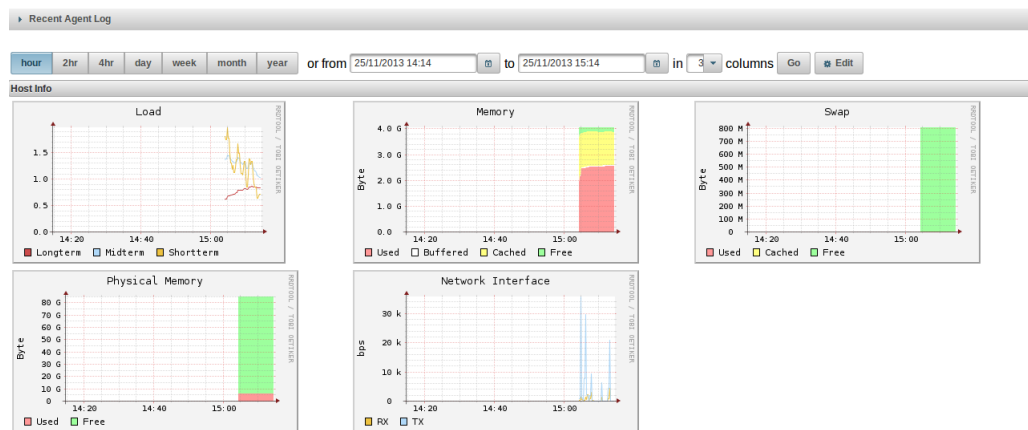 Recent Agent Log
hour 2hr 4hr day week month year or from 25/11/2013 14:14 to 25/11/2013 15:14 in 3 columns Go Edit
Host Info
Load
1.5
1.0
0.5
0.0
14:20 14:40 15:00
Longterm Midterm Shortterm
RRDTOOL / TOBI OETIKER
Memory
Byte
4.0 G
3.0 G
2.0 G
1.0 G
0.0
14:20 14:40 15:00
Used Buffered Cached Free
RRDTOOL / TOBI OETIKER
Swap
Byte
800 M
700 M
600 M
500 M
400 M
300 M
200 M
100 M
0
14:20 14:40 15:00
Used Cached Free
RRDTOOL / TOBI OETIKER
Physical Memory
Byte
80 G
70 G
60 G
50 G
40 G
30 G
20 G
10 G
0
14:20 14:40 15:00
Used Free
RRDTOOL / TOBI OETIKER
Network Interface
bps
30 k
20 k
10 k
0
14:20 14:40 15:00
RX TX
RRDTOOL / TOBI OETIKER